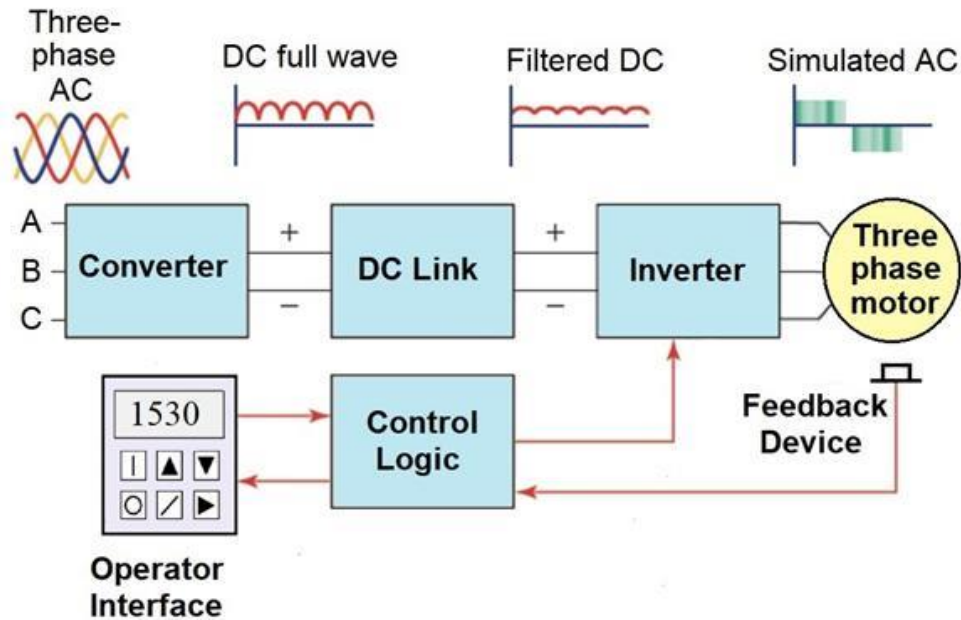 Three-
phase
AC
DC full wave
Filtered DC
Simulated AC
A
B
C
Converter
+
−
DC Link
+
−
Inverter
Three
phase
motor
1530
Control
Logic
Feedback
Device
Operator
Interface